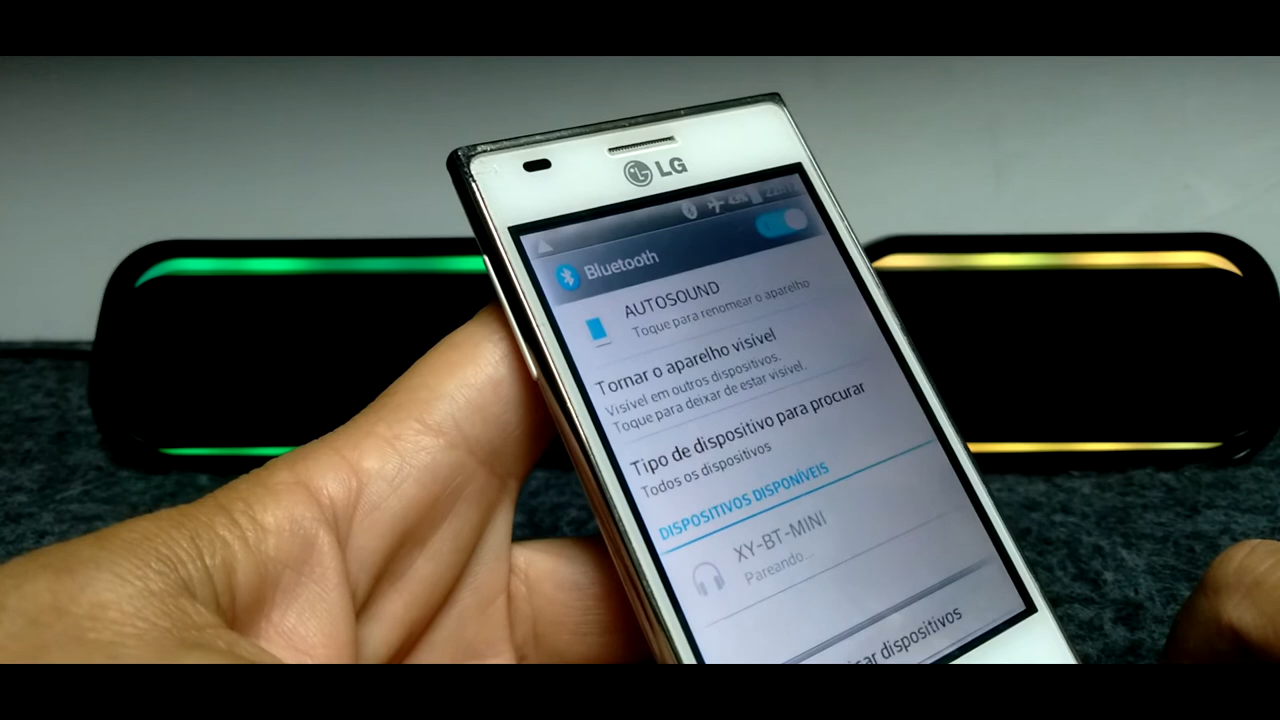 LG
43%
Bluetooth
AUTOSOUND
Toque para renomear o aparelho
Tornar o aparelho visível
Visível em outros dispositivos.
Toque para deixar de estar visível.
Tipo de dispositivo para procurar
Todos os dispositivos
DISPOSITIVOS DISPONÍVEIS
XY-BT-MINI
Pareando...
dispositivos